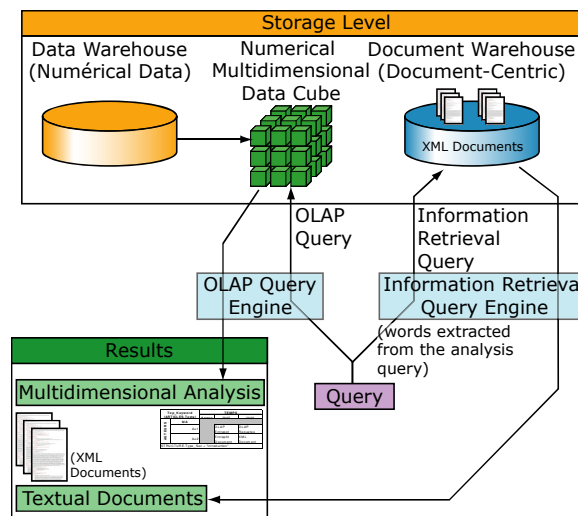 Storage Level
Data Warehouse
(Numérical Data)
Numerical
Multidimensional
Data Cube
Document Warehouse
(Document-Centric)
XML Documents
OLAP
Query
Information
Retrieval
Query
OLAP Query
Engine
Information Retrieval
Query Engine
(words extracted
from the analysis
query)
Query
Results
Multidimensional Analysis
(XML
Documents)
Textual Documents